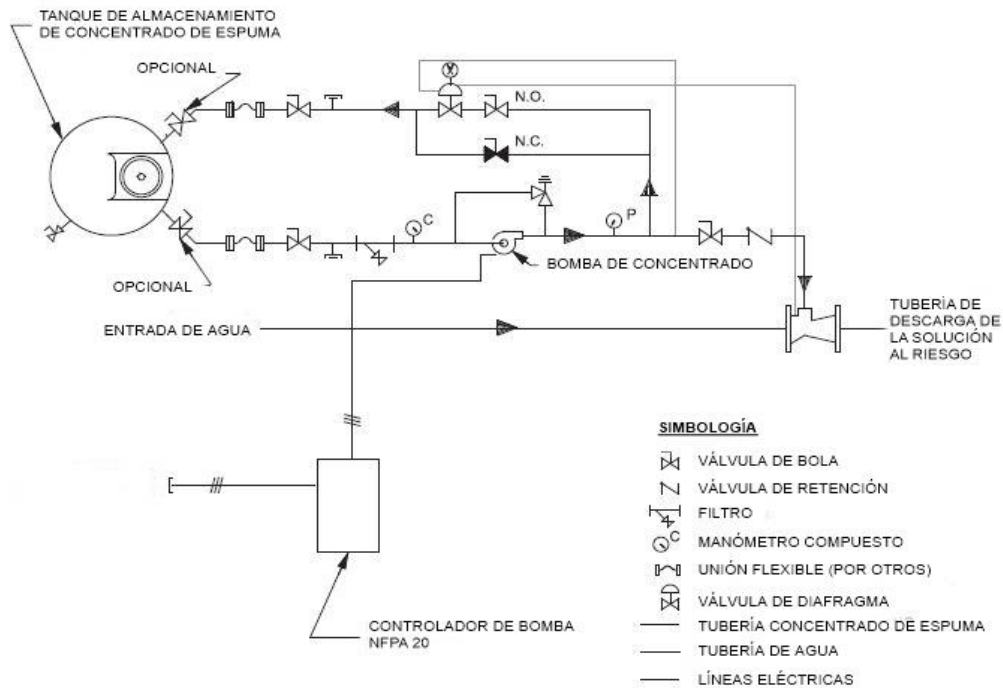 TANQUE DE ALMACENAMIENTO
DE CONCENTRADO DE ESPUMA
OPCIONAL
N.O.
N.C.
C
P
BOMBA DE CONCENTRADO
OPCIONAL
ENTRADA DE AGUA
TUBERÍA DE
DESCARGA DE
LA SOLUCIÓN
AL RIESGO
SIMBOLOGÍA
VÁLVULA DE BOLA
VÁLVULA DE RETENCIÓN
FILTRO
C MANÓMETRO COMPUESTO
UNIÓN FLEXIBLE (POR OTROS)
VÁLVULA DE DIAFRAGMA
TUBERÍA CONCENTRADO DE ESPUMA
TUBERÍA DE AGUA
LÍNEAS ELÉCTRICAS
CONTROLADOR DE BOMBA
NFPA 20